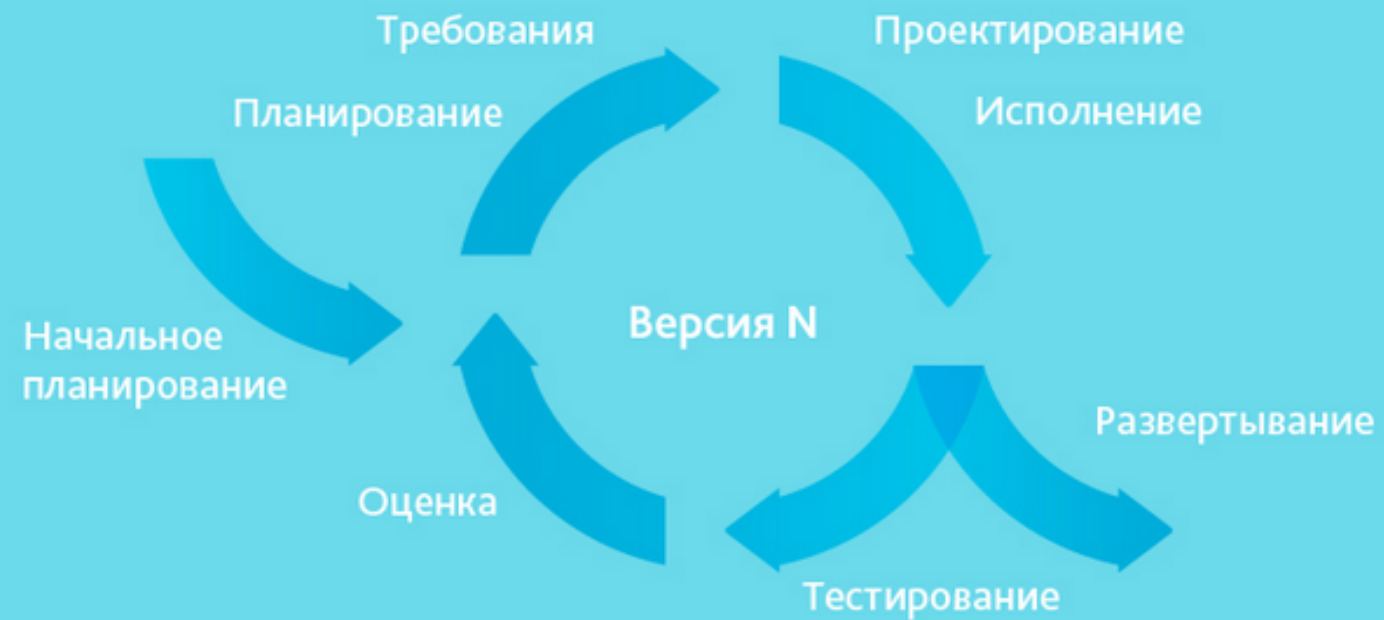 Требования
Проектирование
Планирование
Исполнение
Начальное
планирование
Версия N
Развертывание
Оценка
Тестирование